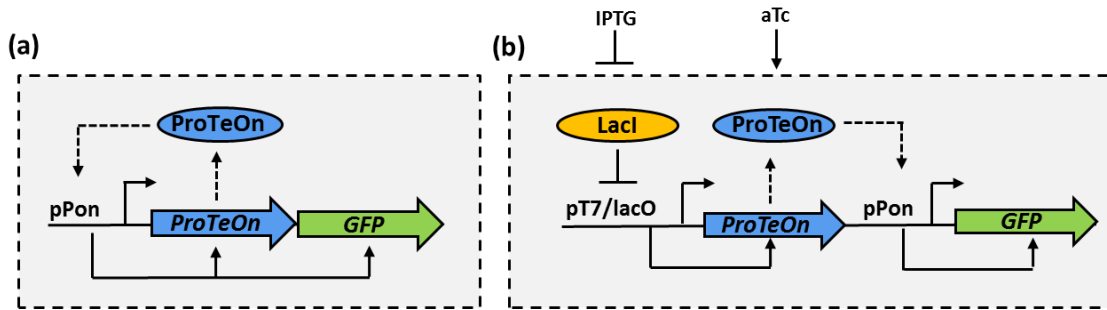 (a)
ProTeOn
pPon
ProTeOn
GFP
(b)
IPTG
aTc
LacI
ProTeOn
pT7/lacO
ProTeOn
pPon
GFP